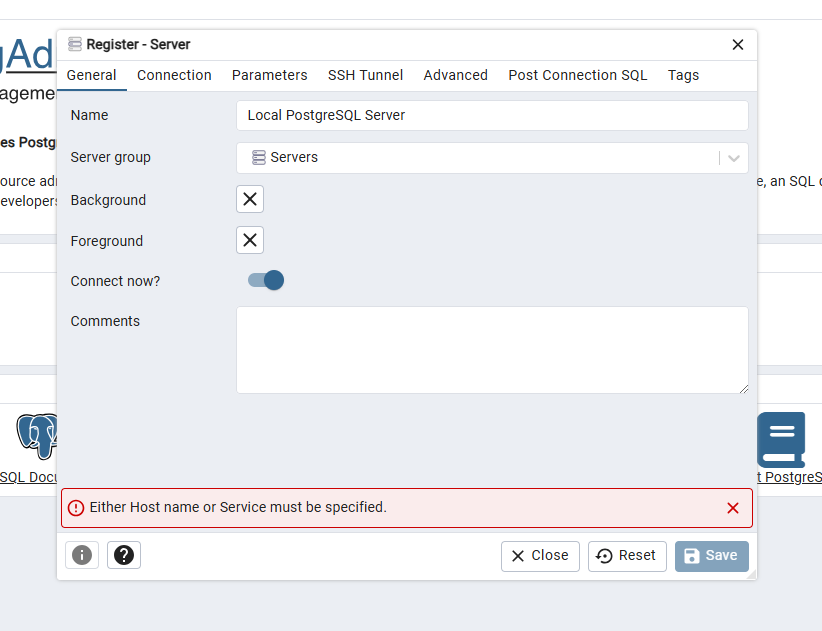 Register - Server
gAd
General Connection Parameters SSH Tunnel Advanced Post Connection SQL Tags
ageme
Name Local PostgreSQL Server
es Postg
Server group Servers
ource ad
e, an SQL
evelopers
Background
Foreground
Connect now?
Comments
SQL Docu
t PostgreS
Either Host name or Service must be specified.
Close Reset Save